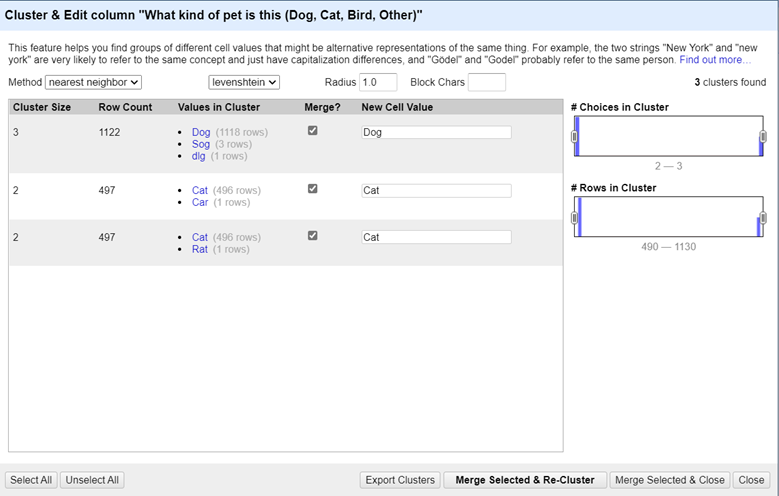 Cluster & Edit column "What kind of pet is this (Dog, Cat, Bird, Other)"
This feature helps you find groups of different cell values that might be alternative representations of the same thing. For example, the two strings "New York" and "new
york" are very likely to refer to the same concept and just have capitalization differences, and "Gödel" and "Godel" probably refer to the same person. Find out more…
Method nearest neighbor levenshtein Radius 1.0 Block Chars 3 clusters found
Cluster Size Row Count Values in Cluster Merge? New Cell Value
3 1122 • Dog (1118 rows) Dog
• Sog (3 rows)
• dlg (1 rows)
2 497 • Cat (496 rows) Cat
• Car (1 rows)
2 497 • Cat (496 rows) Cat
• Rat (1 rows)
# Choices in Cluster
2 — 3
# Rows in Cluster
490 — 1130
Select All Unselect All Export Clusters Merge Selected & Re-Cluster Merge Selected & Close Close